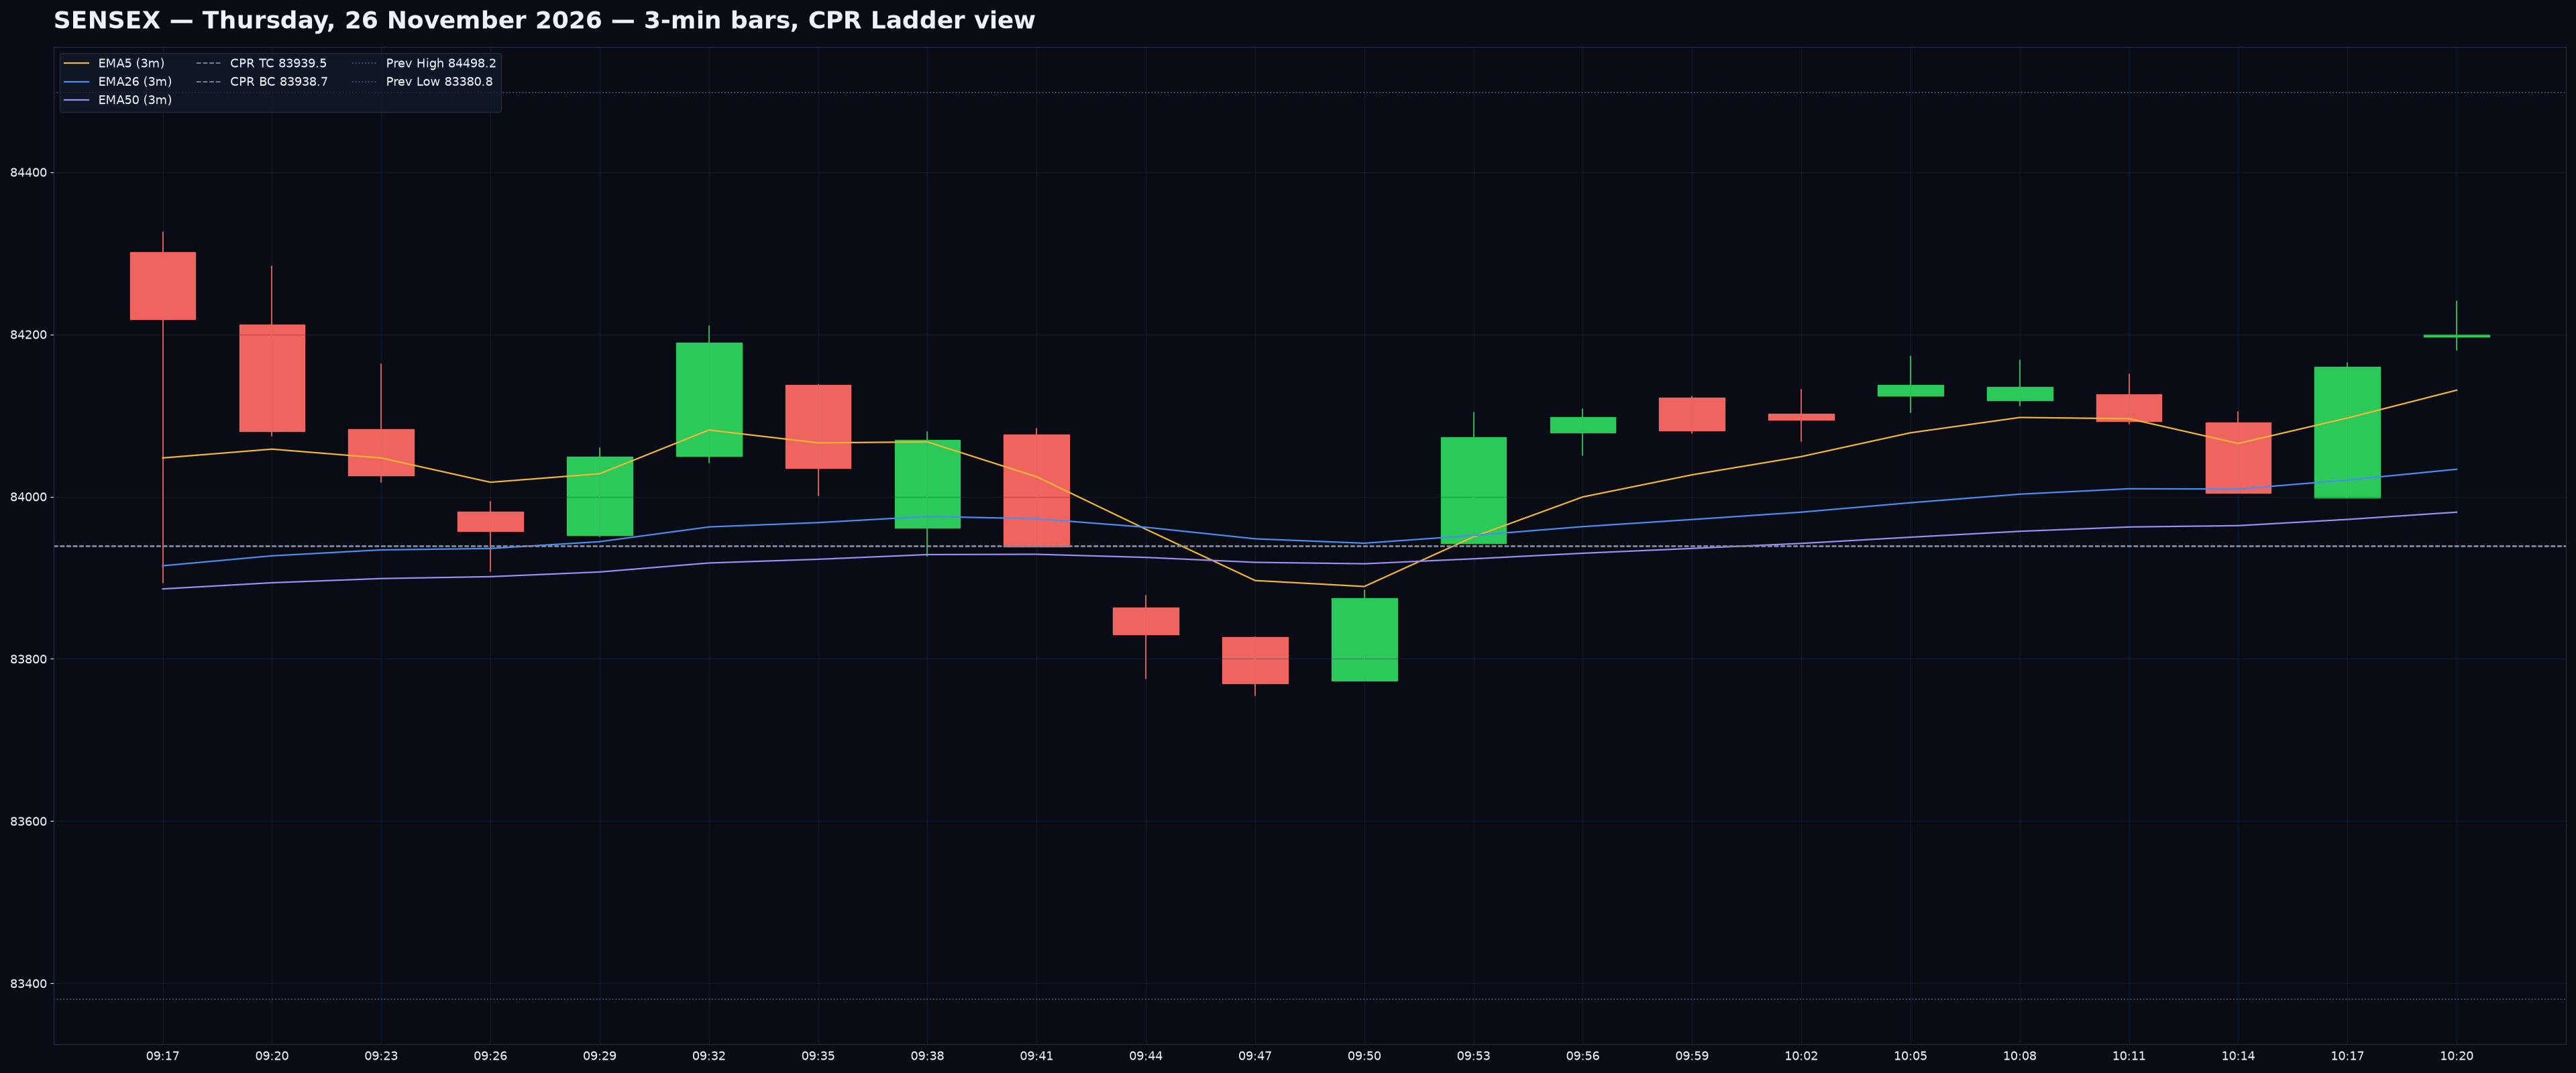 SENSEX — Thursday, 26 November 2026 — 3-min bars, CPR Ladder view
EMA5 (3m) CPR TC 83939.5 Prev High 84498.2
EMA26 (3m) CPR BC 83938.7 Prev Low 83380.8
EMA50 (3m)
84400
84200
84000
83800
83600
83400
09:17 09:20 09:23 09:26 09:29 09:32 09:35 09:38 09:41 09:44 09:47 09:50 09:53 09:56 09:59 10:02 10:05 10:08 10:11 10:14 10:17 10:20